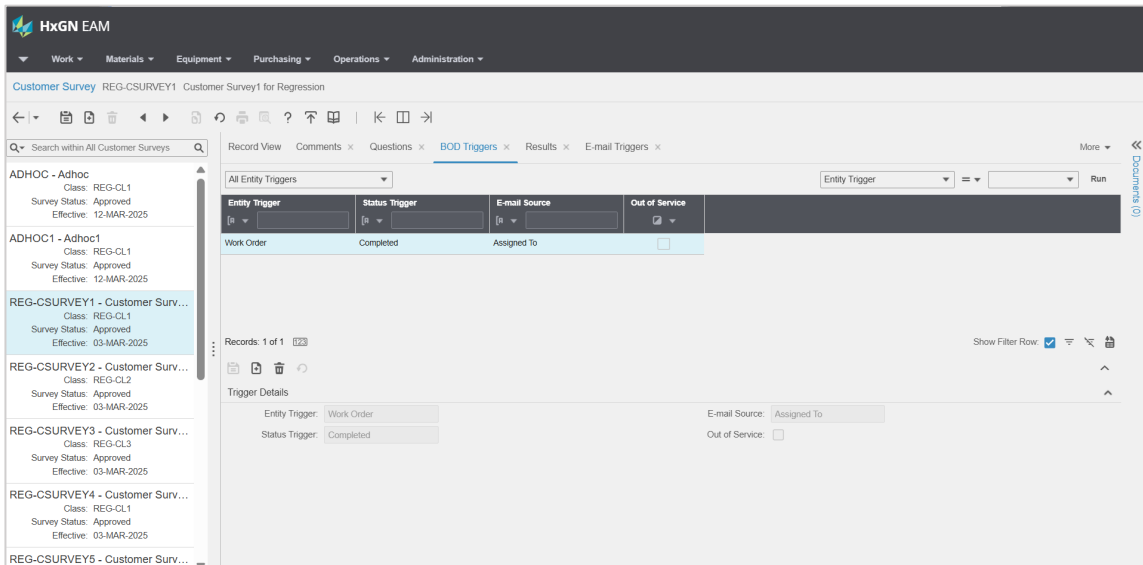 HxGN EAM
Work Materials Equipment Purchasing Operations Administration
Customer Survey REG-CSURVEY1 Customer Survey1 for Regression
Search within All Customer Surveys
ADHOC - Adhoc
Class: REG-CL1
Survey Status: Approved
Effective: 12-MAR-2025
ADHOC1 - Adhoc1
Class: REG-CL1
Survey Status: Approved
Effective: 12-MAR-2025
REG-CSURVEY1 - Customer Surv...
Class: REG-CL1
Survey Status: Approved
Effective: 03-MAR-2025
REG-CSURVEY2 - Customer Surv...
Class: REG-CL2
Survey Status: Approved
Effective: 03-MAR-2025
REG-CSURVEY3 - Customer Surv...
Class: REG-CL3
Survey Status: Approved
Effective: 03-MAR-2025
REG-CSURVEY4 - Customer Surv...
Class: REG-CL1
Survey Status: Approved
Effective: 03-MAR-2025
REG-CSURVEY5 - Customer Surv...
Record View Comments × Questions × BOD Triggers × Results × E-mail Triggers × More
All Entity Triggers Entity Trigger = Run
Entity Trigger Status Trigger E-mail Source Out of Service
Work Order Completed Assigned To
Records: 1 of 1 123 Show Filter Row:
Trigger Details
Entity Trigger: Work Order E-mail Source: Assigned To
Status Trigger: Completed Out of Service:
Documents (0)